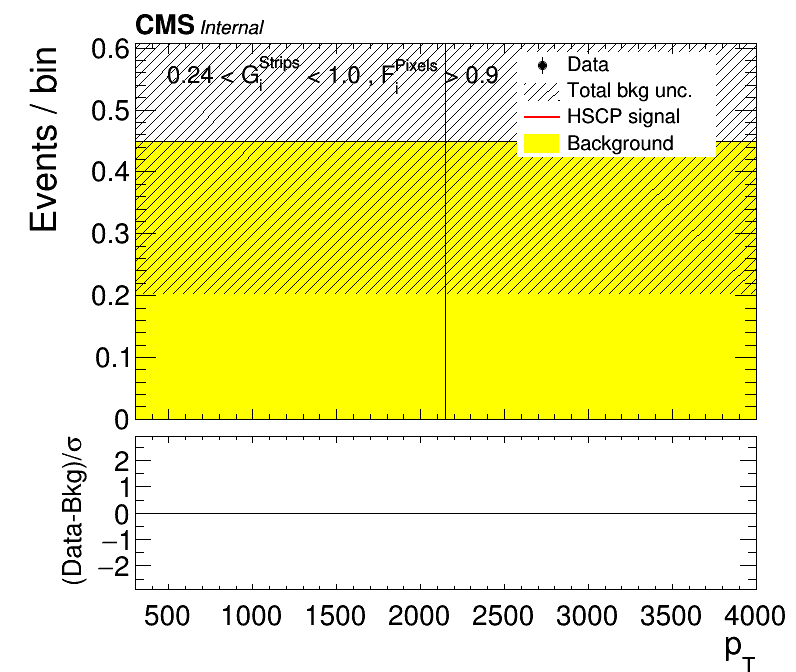 CMS Internal
0.24 < G_i^Strips < 1.0 , F_i^Pixels > 0.9
Data
Total bkg unc.
HSCP signal
Background
Events / bin
0.6
0.5
0.4
0.3
0.2
0.1
0
(Data-Bkg)/σ
2
1
0
−1
−2
500 1000 1500 2000 2500 3000 3500 4000
p_T